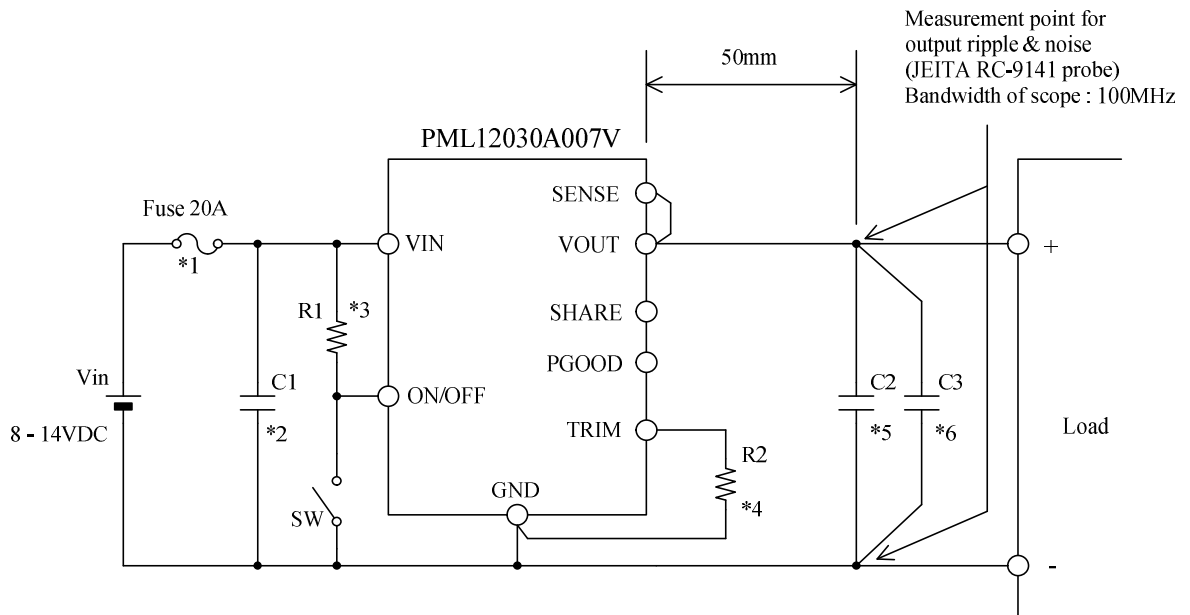 Measurement point for
output ripple & noise
(JEITA RC-9141 probe)
Bandwidth of scope : 100MHz
50mm
PML12030A007V
SENSE
Fuse 20A
VIN
VOUT
+
*1
R1
*3
SHARE
PGOOD
Vin
C1
ON/OFF
C2
C3
8 - 14VDC
*2
TRIM
*5
*6
Load
R2
GND
*4
SW
-